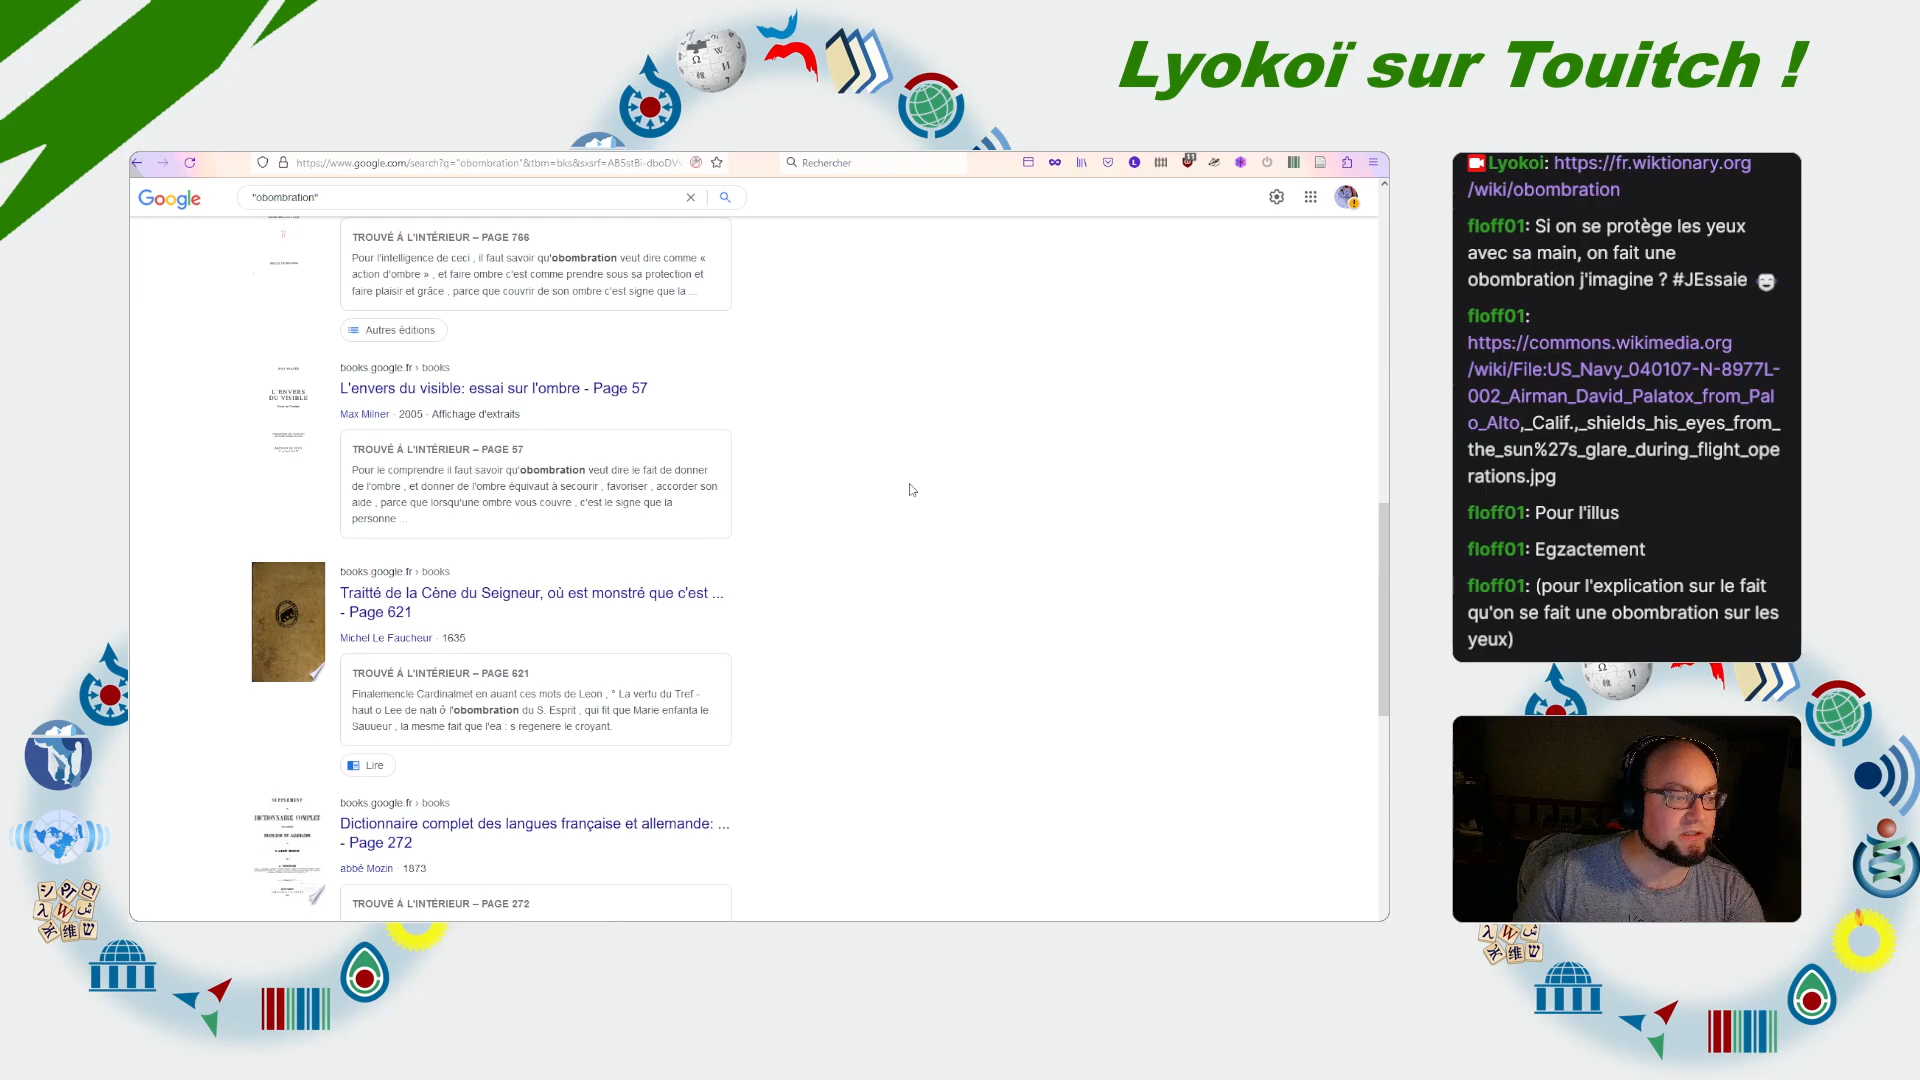 Lyokoï sur Touitch !
https://www.google.com/search?q="obombration"&tbm=bks&sxsrf=AB5stBi-dboDV
Rechercher
Google
"obombration"
TROUVÉ À L'INTÉRIEUR – PAGE 766
Pour l'intelligence de ceci , il faut savoir qu'obombration veut dire comme «
action d'ombre » , et faire ombre c'est comme prendre sous sa protection et
faire plaisir et grâce , parce que couvrir de son ombre c'est signe que la ...
Autres éditions
books.google.fr › books
L'envers du visible: essai sur l'ombre - Page 57
Max Milner · 2005 · Affichage d'extraits
L'ENVERS
DU VISIBLE
TROUVÉ À L'INTÉRIEUR – PAGE 57
Pour le comprendre il faut savoir qu'obombration veut dire le fait de donner
de l'ombre , et donner de l'ombre équivaut à secourir , favoriser , accorder son
aide , parce que lorsqu'une ombre vous couvre , c'est le signe que la
personne ...
books.google.fr › books
Traitté de la Cène du Seigneur, où est monstré que c'est ...
- Page 621
Michel Le Faucheur · 1635
TROUVÉ À L'INTÉRIEUR – PAGE 621
Finalemencle Cardinalmet en auant ces mots de Leon , ° La vertu du Tref -
haut o Lee de nati ở l'obombration du S. Esprit , qui fit que Marie enfanta le
Sauueur , la mesme fait que l'ea : s regenere le croyant.
Lire
books.google.fr › books
Dictionnaire complet des langues française et allemande: ...
- Page 272
abbé Mozin · 1873
SUPPLÉMENT
DICTIONNAIRE COMPLET
TROUVÉ À L'INTÉRIEUR – PAGE 272
Lyokoi: https://fr.wiktionary.org
/wiki/obombration
floff01: Si on se protège les yeux
avec sa main, on fait une
obombration j'imagine ? #JEssaie
floff01:
https://commons.wikimedia.org
/wiki/File:US_Navy_040107-N-8977L-
002_Airman_David_Palatox_from_Pal
o_Alto,_Calif.,_shields_his_eyes_from_
the_sun%27s_glare_during_flight_ope
rations.jpg
floff01: Pour l'illus
floff01: Egzactement
floff01: (pour l'explication sur le fait
qu'on se fait une obombration sur les
yeux)